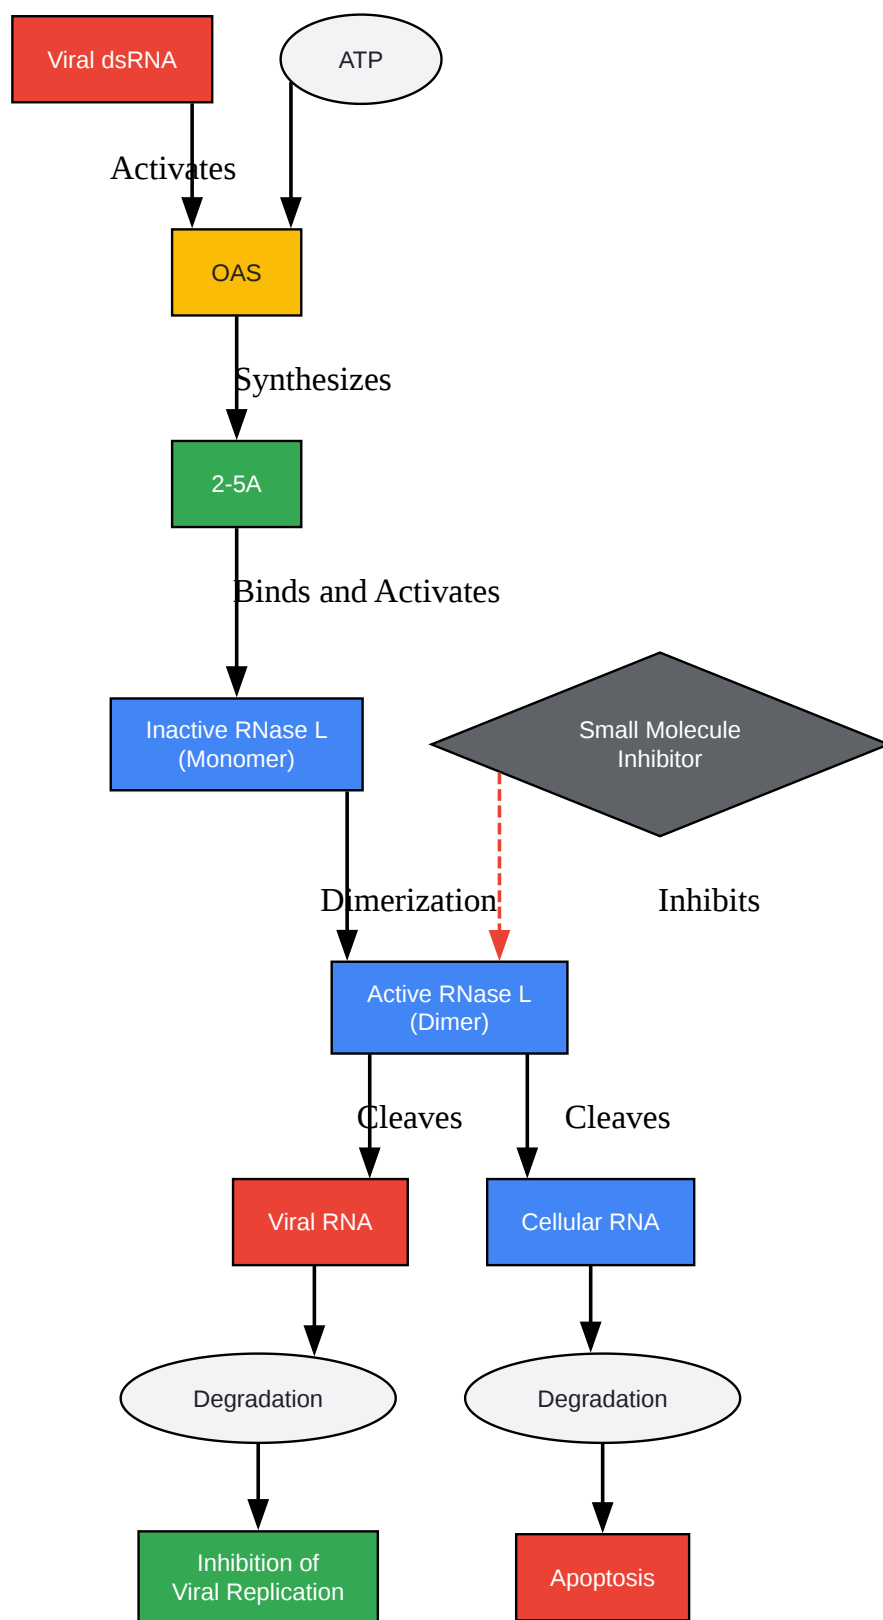 Viral dsRNA
ATP
Activates
OAS
Synthesizes
2-5A
Binds and Activates
Inactive RNase L
(Monomer)
Small Molecule
Inhibitor
Dimerization
Inhibits
Active RNase L
(Dimer)
Cleaves
Cleaves
Viral RNA
Cellular RNA
Degradation
Degradation
Inhibition of
Viral Replication
Apoptosis